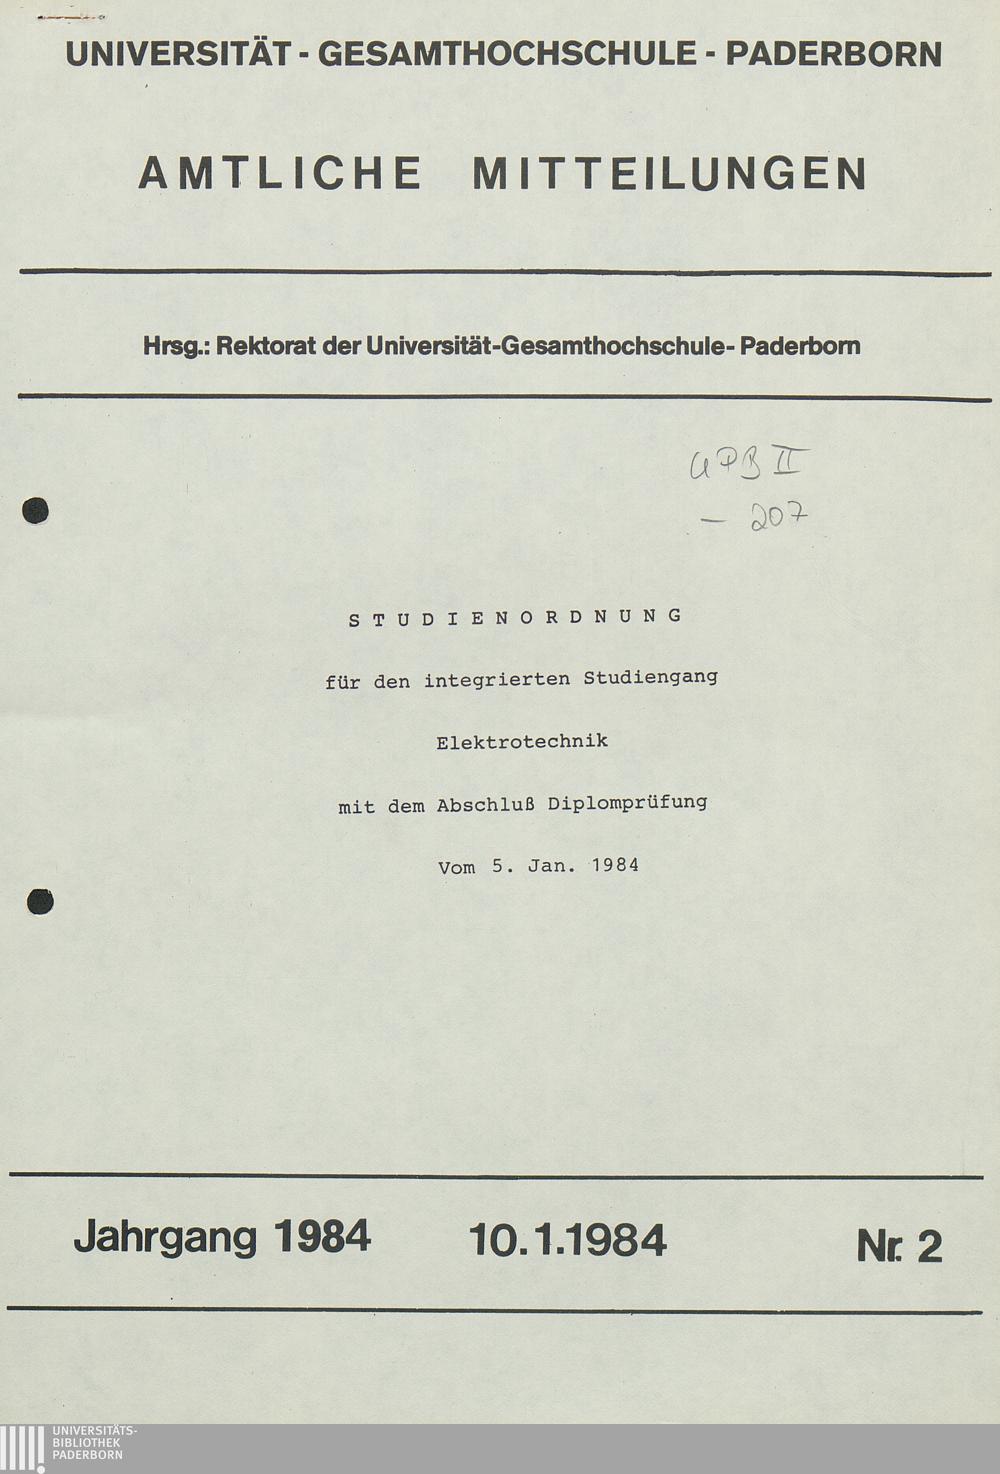 UNIVERSITÄT - GESAMTHOCHSCHULE - PADERBORN
AMTLICHE MITTEILUNGEN
Hrsg.: Rektorat der Universität-Gesamthochschule- Paderborn
UPB II
- 207
STUDIENORDNUNG
für den integrierten Studiengang
Elektrotechnik
mit dem Abschluß Diplomprüfung
Vom 5. Jan. 1984
Jahrgang 1984 10.1.1984 Nr. 2
UNIVERSITÄTS-
BIBLIOTHEK
PADERBORN